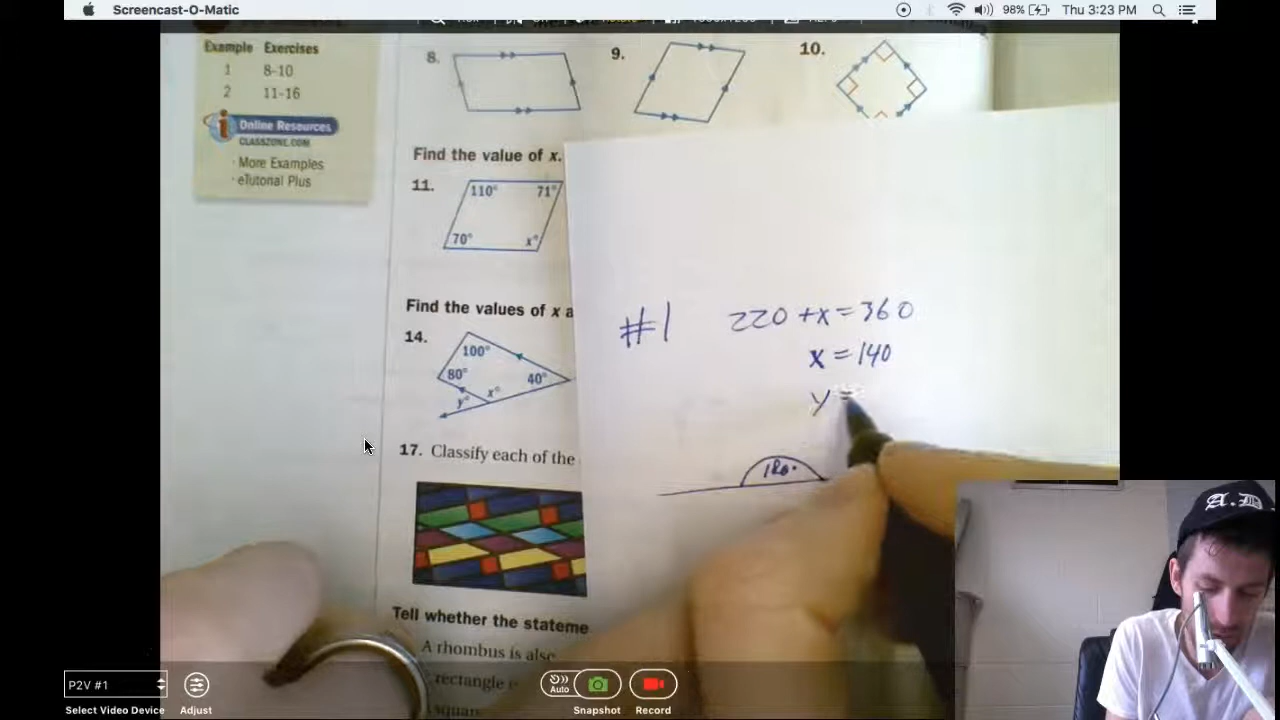 Screencast-O-Matic
98%
Thu 3:23 PM
Example Exercises
1 8-10
2 11-16
Online Resources
CLASSZONE.COM
· More Examples
· eTutorial Plus
8.
9.
10.
Find the value of x.
11.
110° 71°
70° x°
Find the values of x a
14.
100°
80° 40°
y° x°
17. Classify each of the
Tell whether the stateme
A rhombus is also
rectangle
squar
#1
220 + x = 360
x = 140
y =
180°
P2V #1
Select Video Device
Adjust
Auto
Snapshot
Record
A.D.